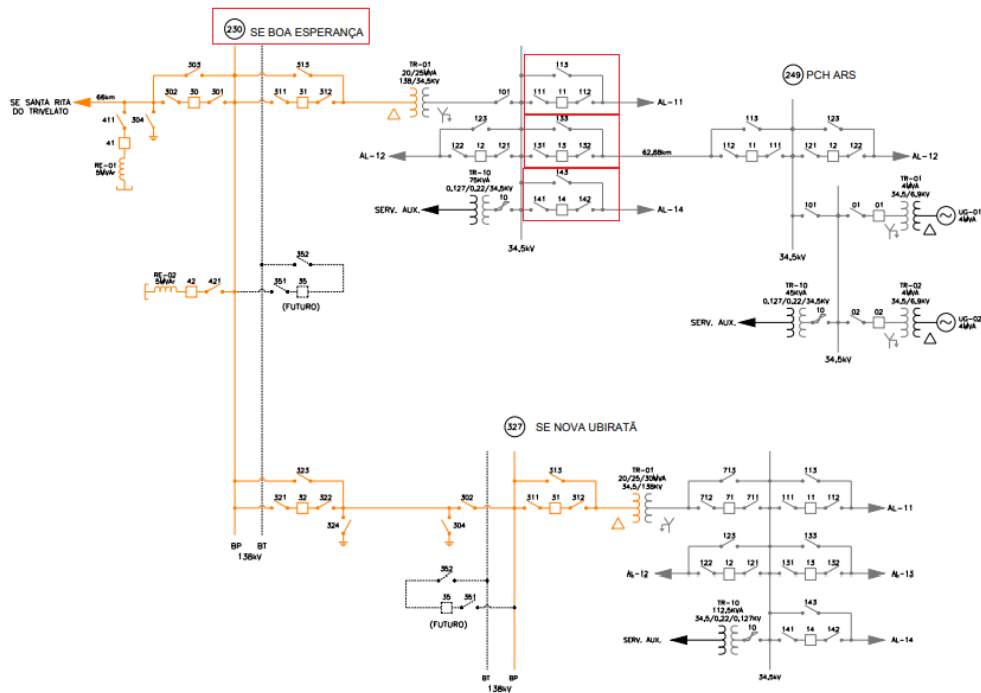 230 SE BOA ESPERANÇA
303
313
TR-01
20/25MVA
138/34,5KV
113
249 PCH ARS
SE SANTA RITA
DO TRIVELATO
66km
302 30 301
311 31 312
101
111 11 112
AL-11
411
304
41
RE-01
5MVAr
123
133
113
123
AL-12
122 12 121
131 13 132
62,88km
112 11 111
121 12 122
AL-12
TR-10
75KVA
0,127/0,22/34,5KV
143
SERV. AUX.
10
141 14 142
AL-14
34,5kV
TR-01
4MVA
34,5/6,9KV
101
01
01
UG-01
4MVA
34,5kV
352
RE-02
5MVAr
42 421
351 35
(FUTURO)
TR-10
45KVA
0,127/0,22/34,5KV
TR-02
4MVA
34,5/6,9KV
SERV. AUX.
10
02
02
UG-02
4MVA
34,5kV
327 SE NOVA UBIRATÃ
323
321 32 322
324
302
304
313
311 31 312
TR-01
20/25/30MVA
34,5/138KV
713
113
712 71 711
111 11 112
AL-11
BP BT
138kV
123
133
AL-12
122 12 121
131 13 132
AL-13
352
35 351
(FUTURO)
TR-10
112,5KVA
34,5/0,22/0,127KV
143
SERV. AUX.
10
141 14 142
AL-14
BT BP
138kV
34,5kV